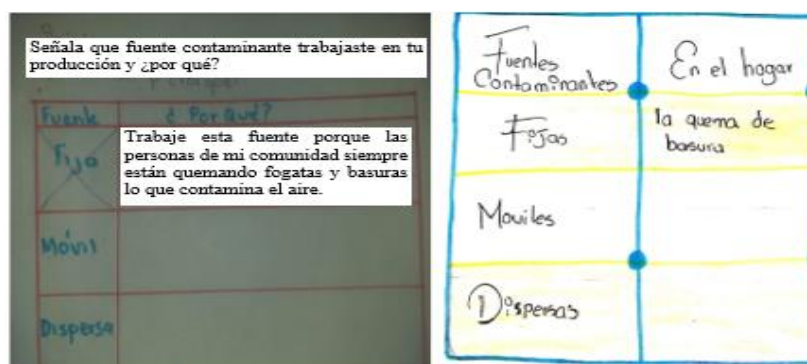 Señala que fuente contaminante trabajaste en tu
producción y ¿por qué?
Fuente ¿Por qué?
Fijo
Trabaje esta fuente porque las
personas de mi comunidad siempre
están quemando fogatas y basuras
lo que contamina el aire.
Móvil
Dispersa
Fuentes
Contaminantes
En el hogar
Fijas
la quema de
basura
Moviles
Dispersas